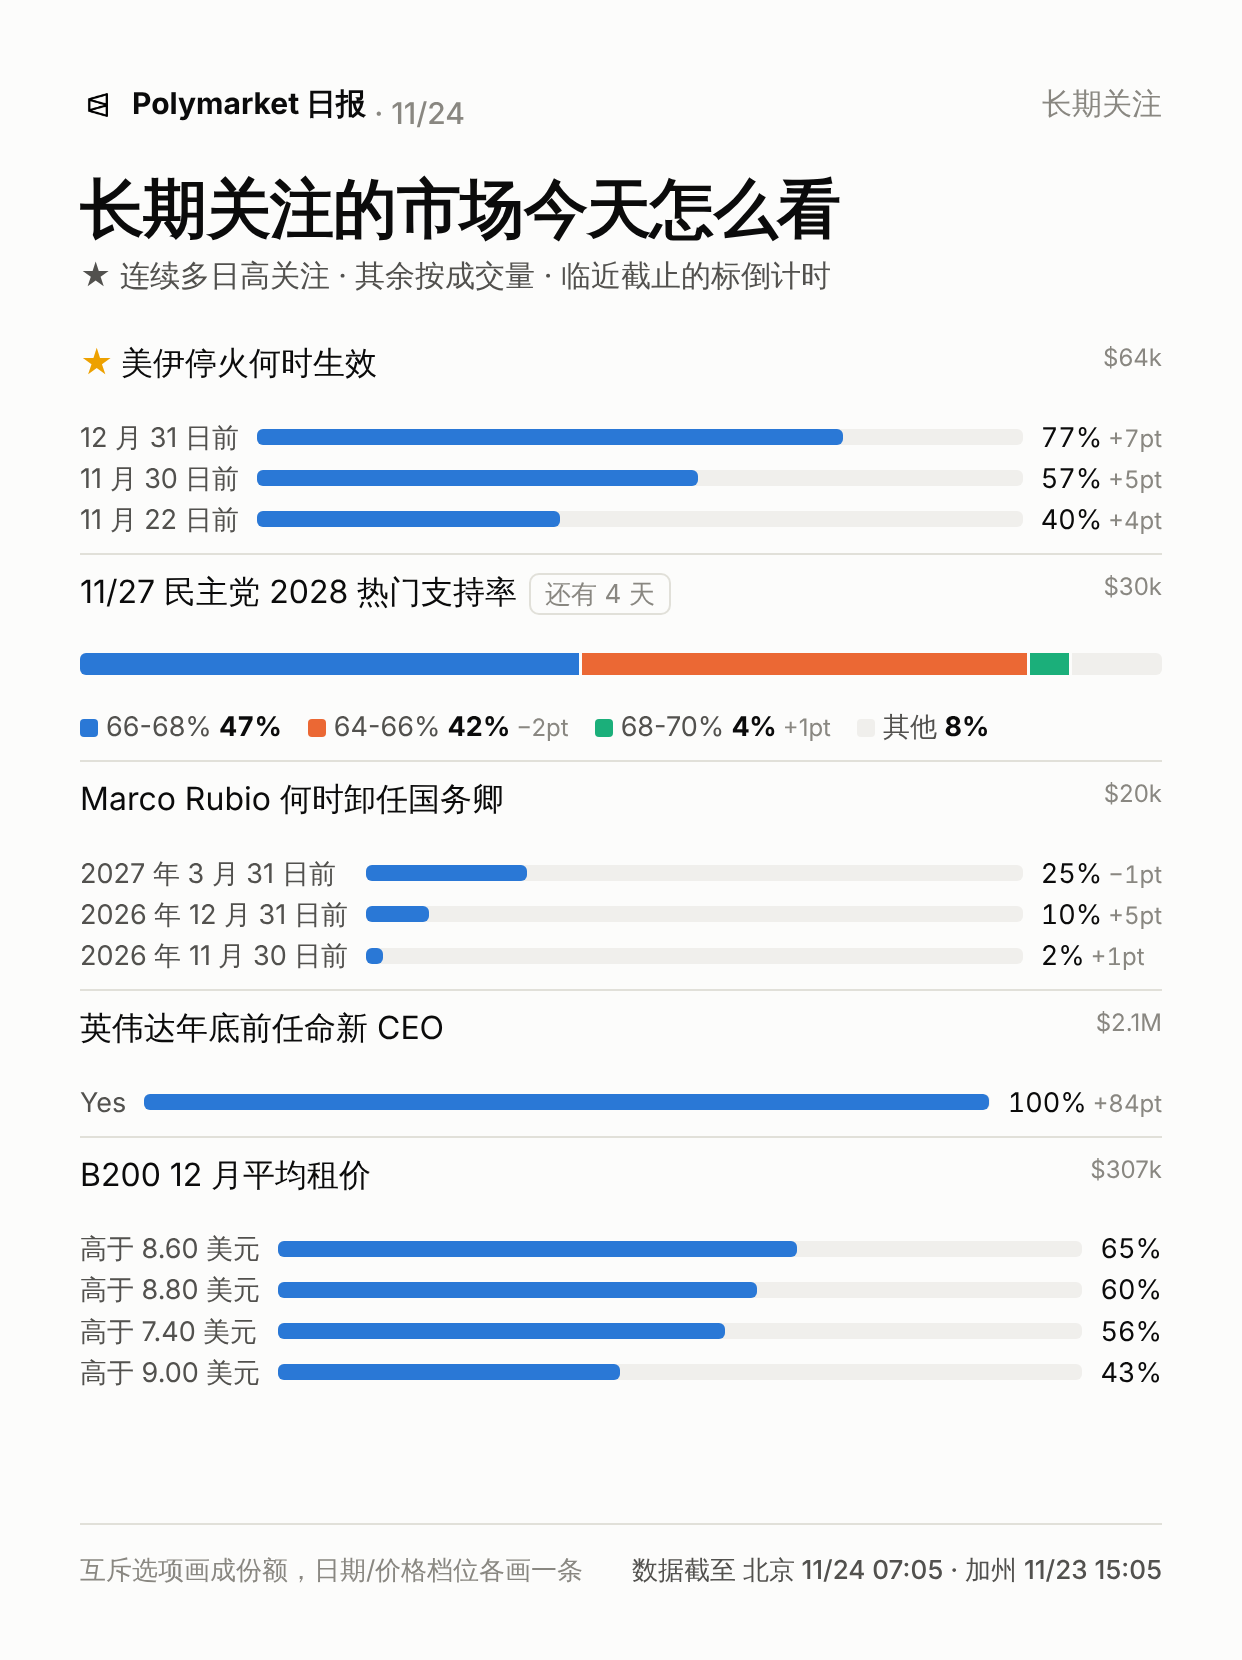 Polymarket 日报 · 11/24
长期关注
长期关注的市场今天怎么看
★ 连续多日高关注 · 其余按成交量 · 临近截止的标倒计时
★ 美伊停火何时生效 $64k
12 月 31 日前 77% +7pt
11 月 30 日前 57% +5pt
11 月 22 日前 40% +4pt
11/27 民主党 2028 热门支持率 还有 4 天 $30k
66-68% 47% 64-66% 42% −2pt 68-70% 4% +1pt 其他 8%
Marco Rubio 何时卸任国务卿 $20k
2027 年 3 月 31 日前 25% −1pt
2026 年 12 月 31 日前 10% +5pt
2026 年 11 月 30 日前 2% +1pt
英伟达年底前任命新 CEO $2.1M
Yes 100% +84pt
B200 12 月平均租价 $307k
高于 8.60 美元 65%
高于 8.80 美元 60%
高于 7.40 美元 56%
高于 9.00 美元 43%
互斥选项画成份额，日期/价格档位各画一条
数据截至 北京 11/24 07:05 · 加州 11/23 15:05